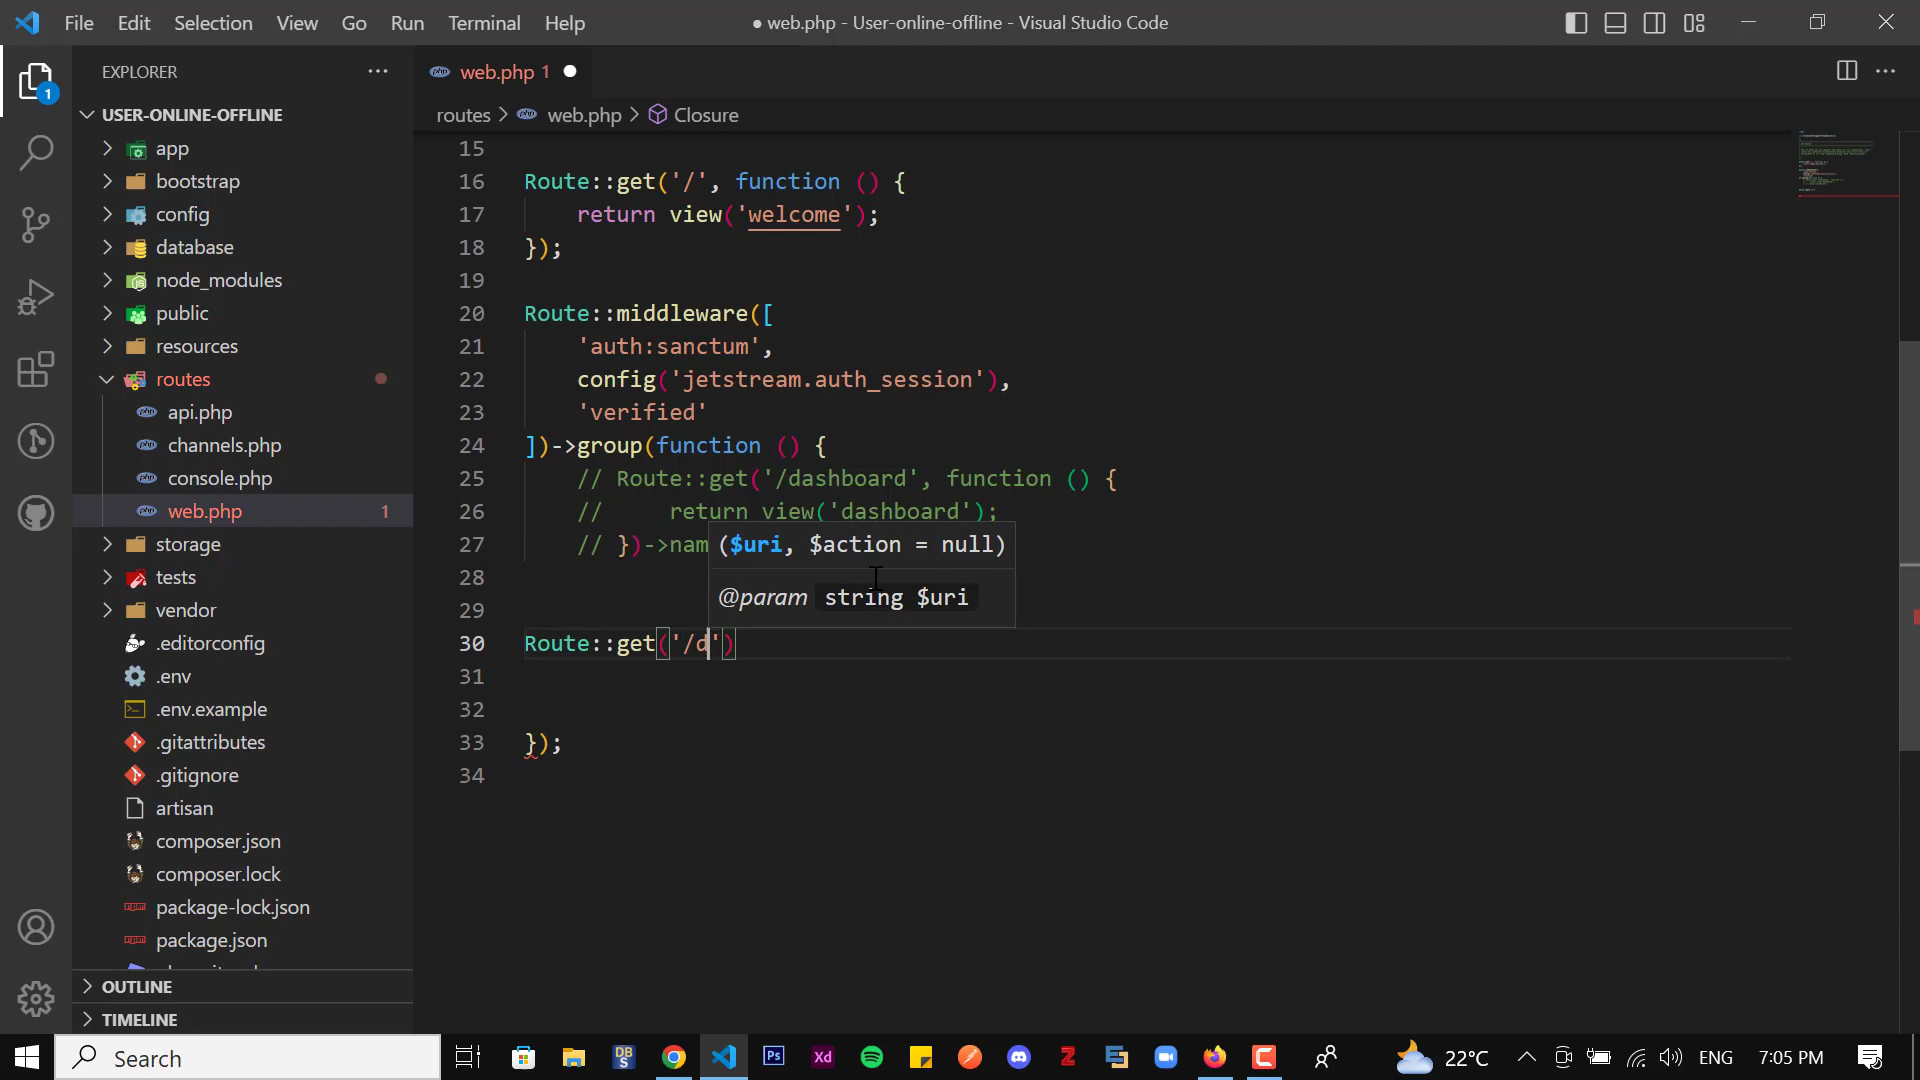 File Edit Selection View Go Run Terminal Help
● web.php - User-online-offline - Visual Studio Code
EXPLORER
1
USER-ONLINE-OFFLINE
app
bootstrap
config
database
node_modules
public
resources
routes
api.php
channels.php
console.php
web.php 1
storage
tests
vendor
.editorconfig
.env
.env.example
.gitattributes
.gitignore
artisan
composer.json
composer.lock
package-lock.json
package.json
OUTLINE
TIMELINE
web.php 1
routes > web.php > Closure
15
16 Route::get('/', function () {
17 return view('welcome');
18 });
19
20 Route::middleware([
21 'auth:sanctum',
22 config('jetstream.auth_session'),
23 'verified'
24 ])->group(function () {
25 // Route::get('/dashboard', function () {
26 // return view('dashboard');
27 // })->nam
($uri, $action = null)
28
@param string $uri
29
30 Route::get('/d')
31
32
33 });
34
Search
DB
S
Ps
Xd
22°C
ENG
7:05 PM